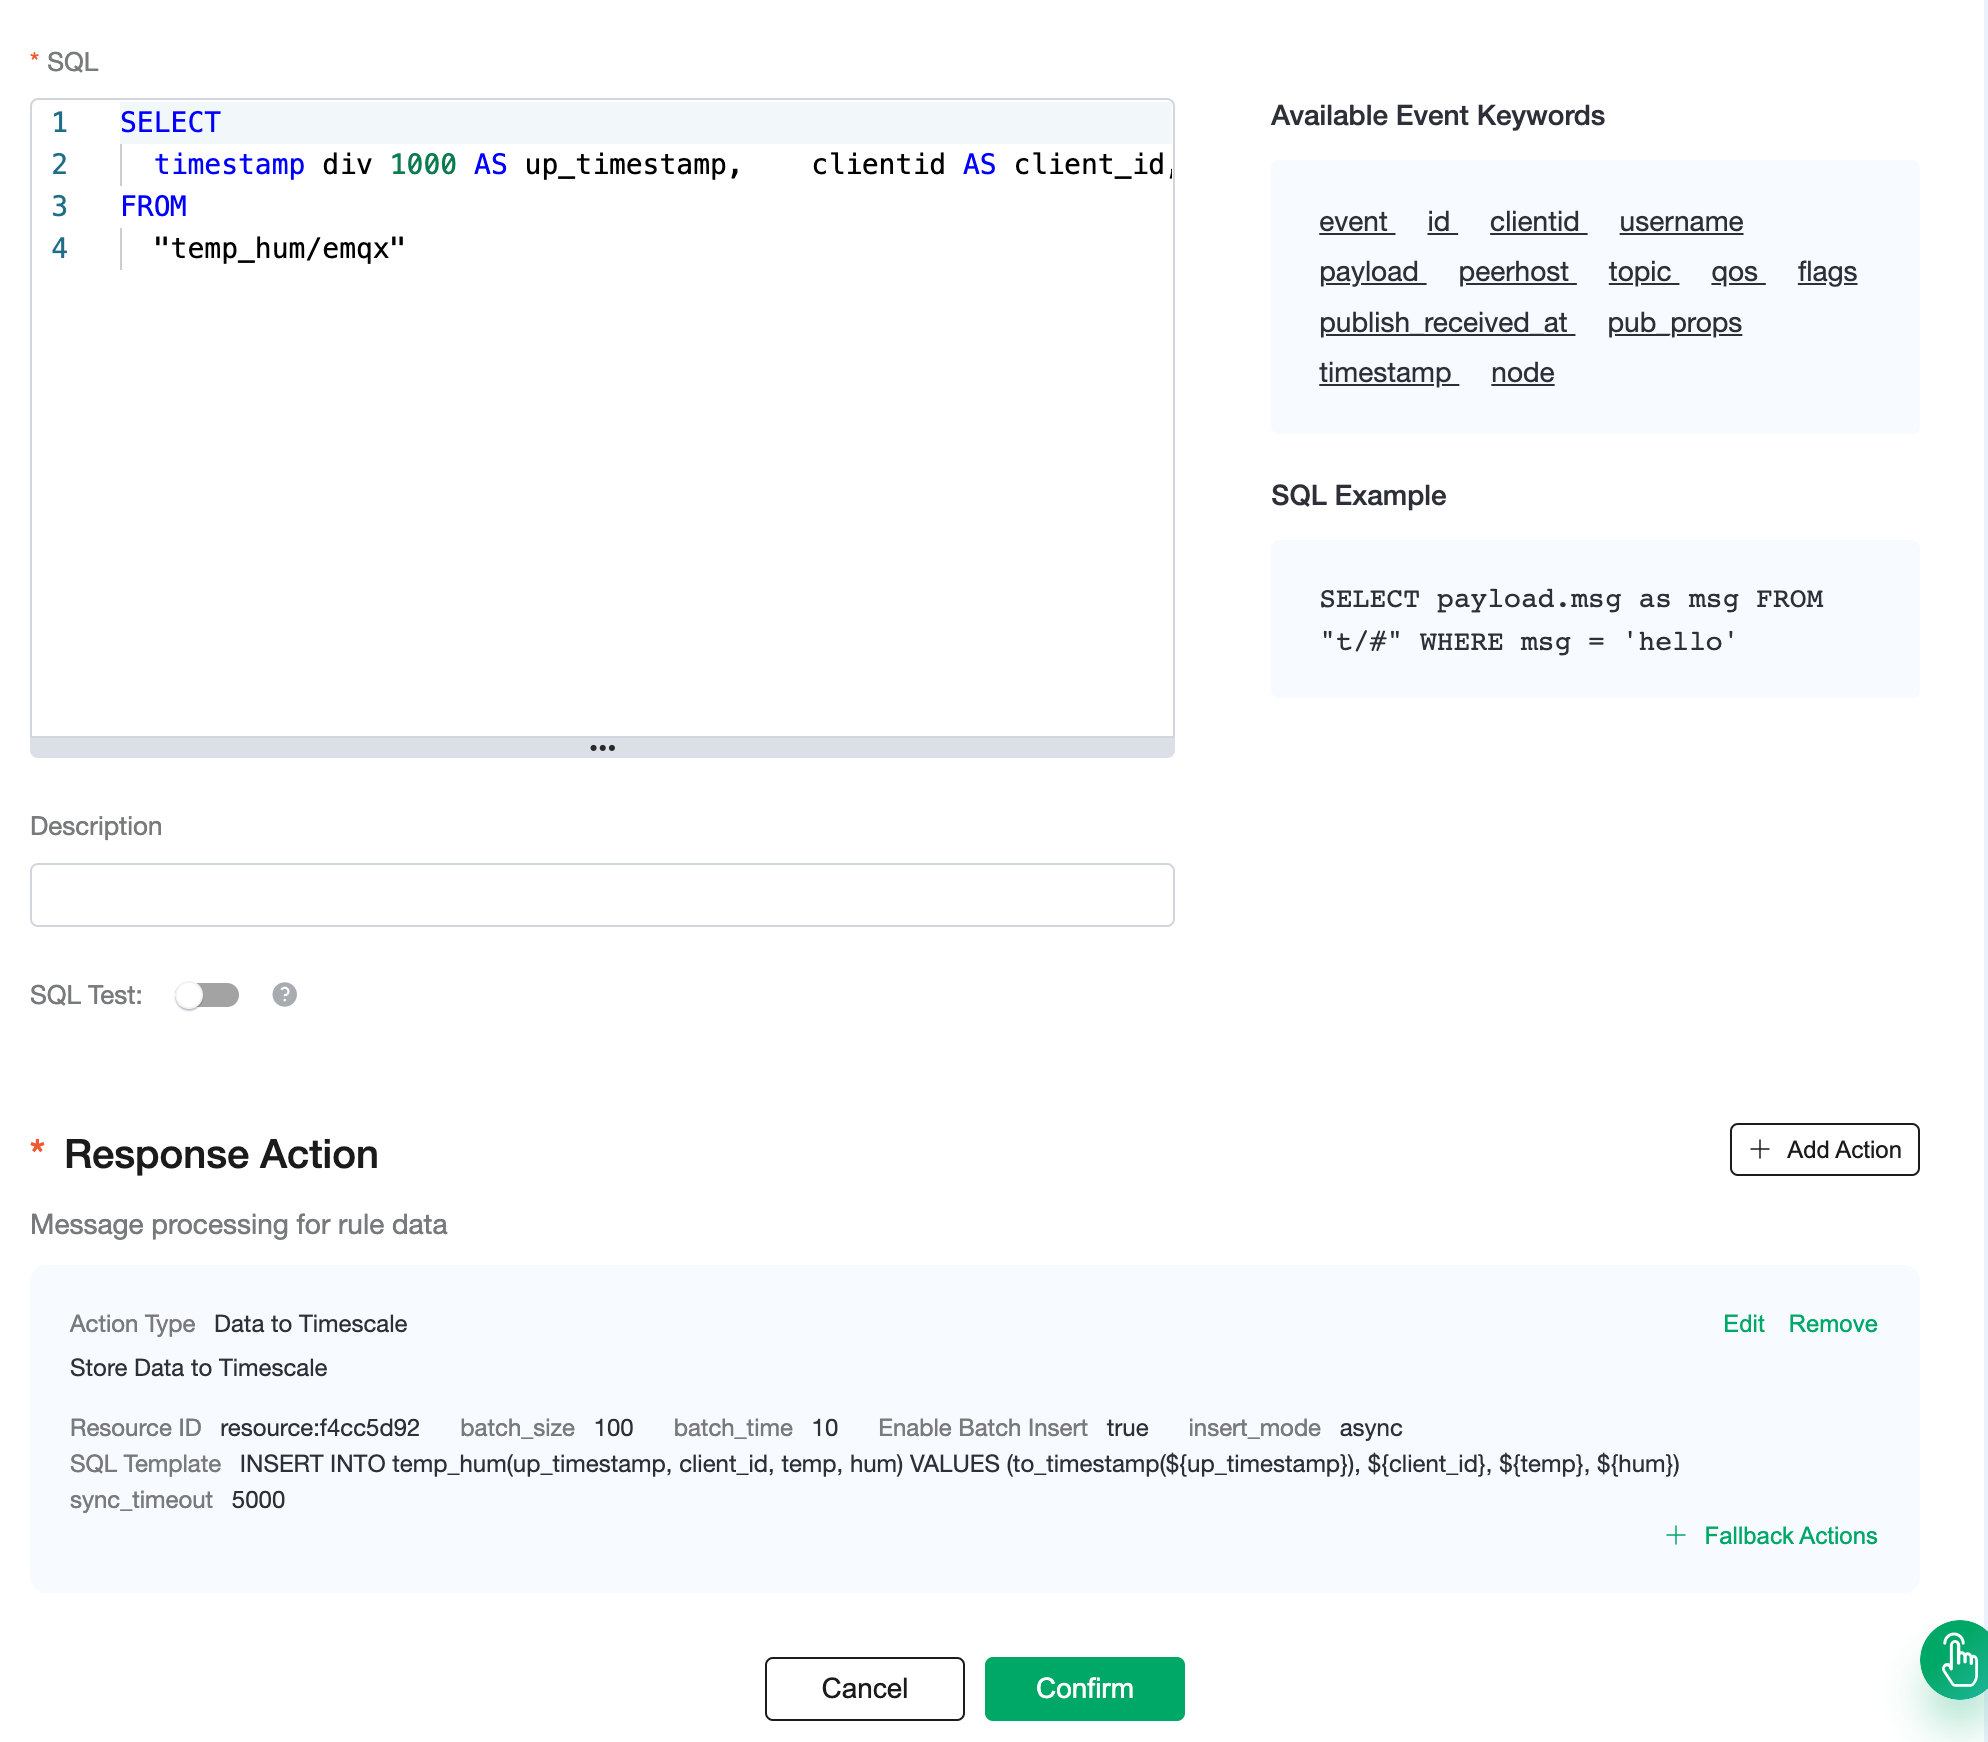 * SQL
1 SELECT
2 timestamp div 1000 AS up_timestamp,    clientid AS client_id,
3 FROM
4 "temp_hum/emqx"
Available Event Keywords
event id clientid username
payload peerhost topic qos flags
publish_received_at pub_props
timestamp node
SQL Example
SELECT payload.msg as msg FROM
"t/#" WHERE msg = 'hello'
Description
SQL Test: ?
* Response Action
+ Add Action
Message processing for rule data
Action Type Data to Timescale
Edit Remove
Store Data to Timescale
Resource ID resource:f4cc5d92 batch_size 100 batch_time 10 Enable Batch Insert true insert_mode async
SQL Template INSERT INTO temp_hum(up_timestamp, client_id, temp, hum) VALUES (to_timestamp(${up_timestamp}), ${client_id}, ${temp}, ${hum})
sync_timeout 5000
+ Fallback Actions
Cancel Confirm